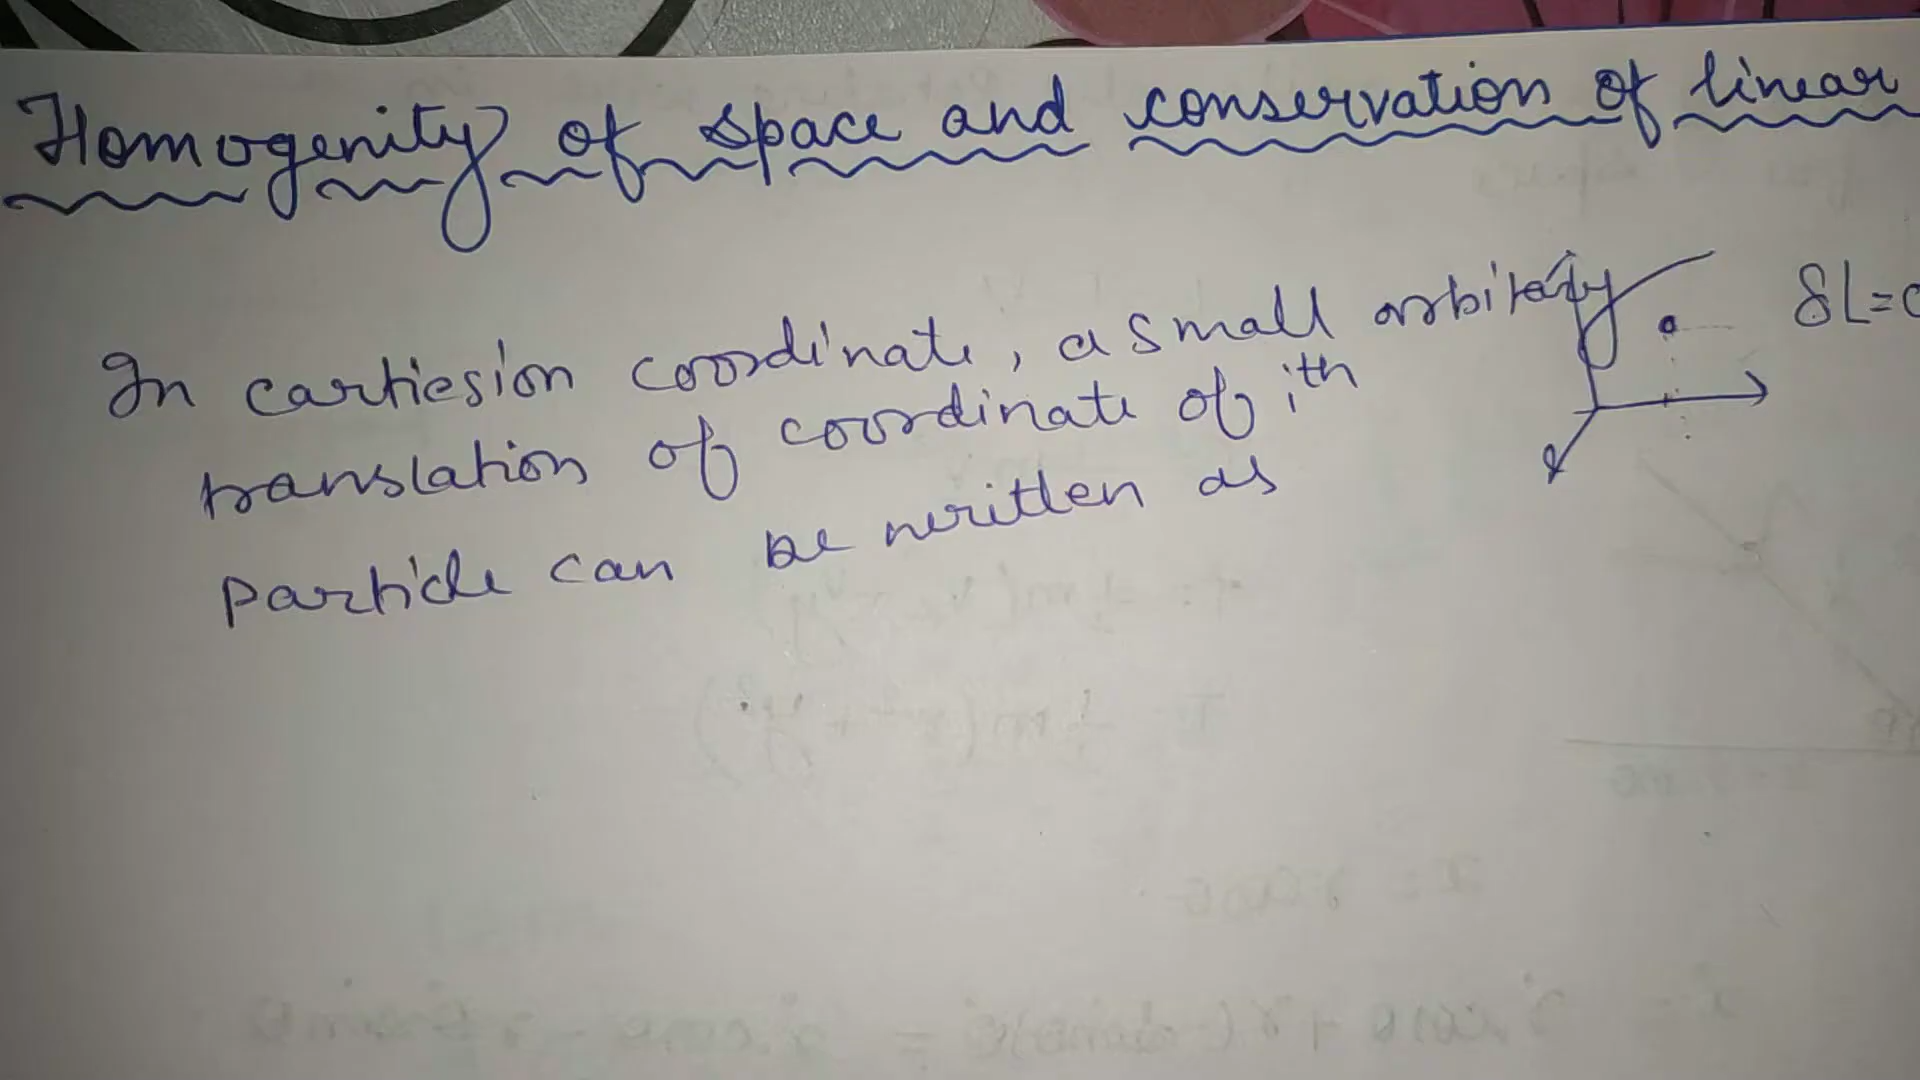 Homogenity of space and conservation of linear
In cartiesion coordinate, a small arbitrary
translation of coordinate of ith
particle can be written as
δL=